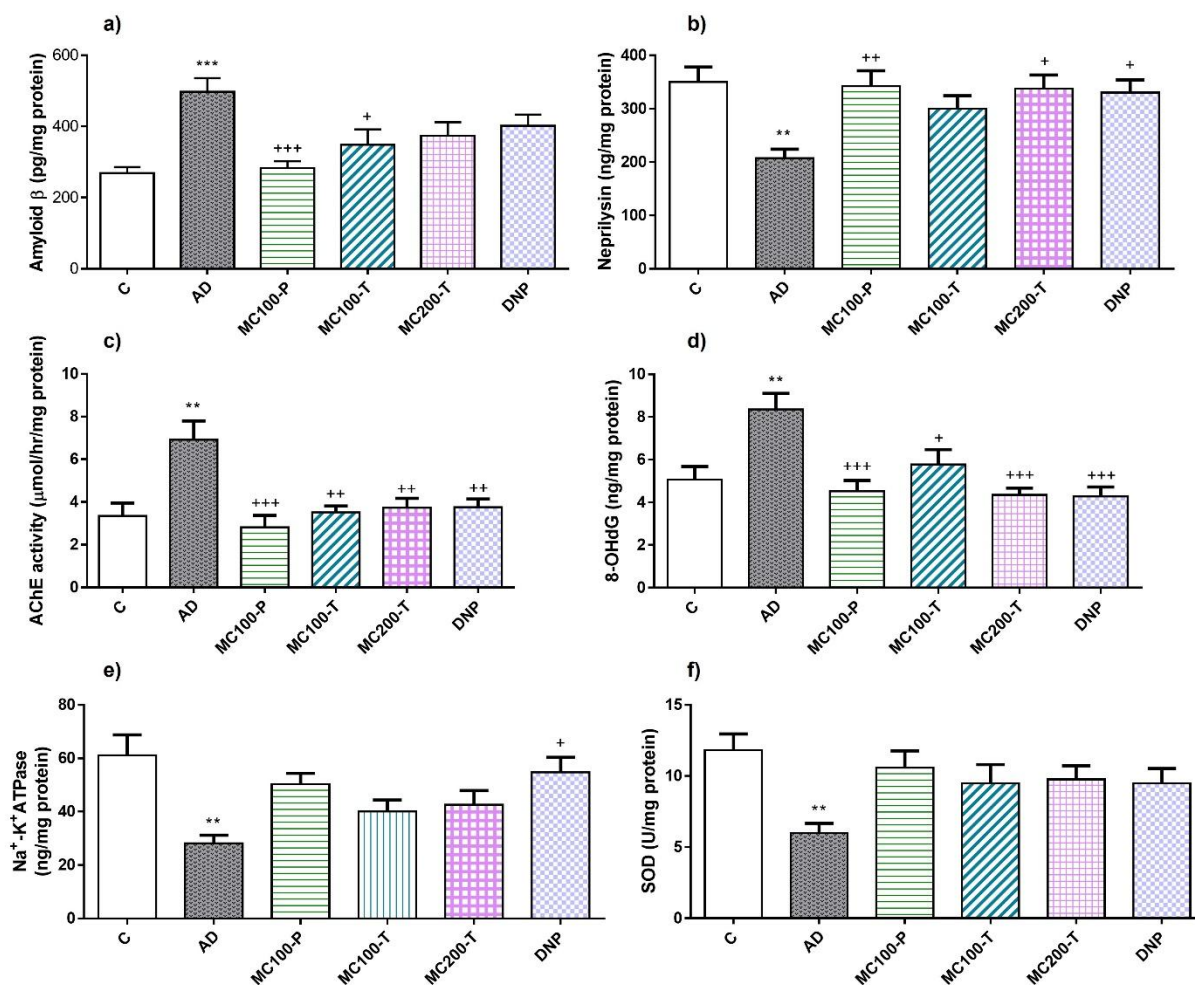 a)
Amyloid β (pg/mg protein)
600
400
200
0
***
+++
+
C
AD
MC100-P
MC100-T
MC200-T
DNP
b)
Neprilysin (ng/mg protein)
400
300
200
100
0
**
++
+
+
C
AD
MC100-P
MC100-T
MC200-T
DNP
c)
AChE activity (μmol/hr/mg protein)
10
8
6
4
2
0
**
+++
++
++
++
C
AD
MC100-P
MC100-T
MC200-T
DNP
d)
8-OHdG (ng/mg protein)
10
8
6
4
2
0
**
+++
+
+++
+++
C
AD
MC100-P
MC100-T
MC200-T
DNP
e)
Na⁺-K⁺ATPase
(ng/mg protein)
80
60
40
20
0
**
+
C
AD
MC100-P
MC100-T
MC200-T
DNP
f)
SOD (U/mg protein)
15
10
5
0
**
C
AD
MC100-P
MC100-T
MC200-T
DNP